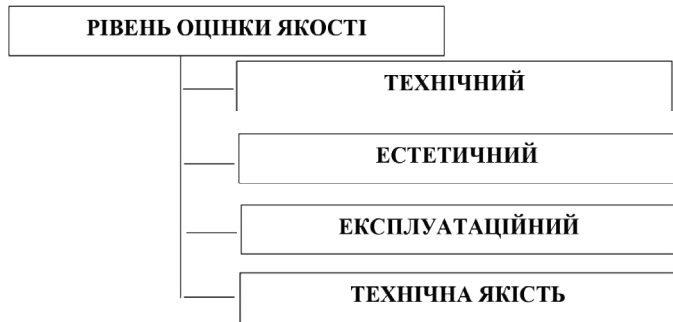 РІВЕНЬ ОЦІНКИ ЯКОСТІ
ТЕХНІЧНИЙ
ЕСТЕТИЧНИЙ
ЕКСПЛУАТАЦІЙНИЙ
ТЕХНІЧНА ЯКІСТЬ